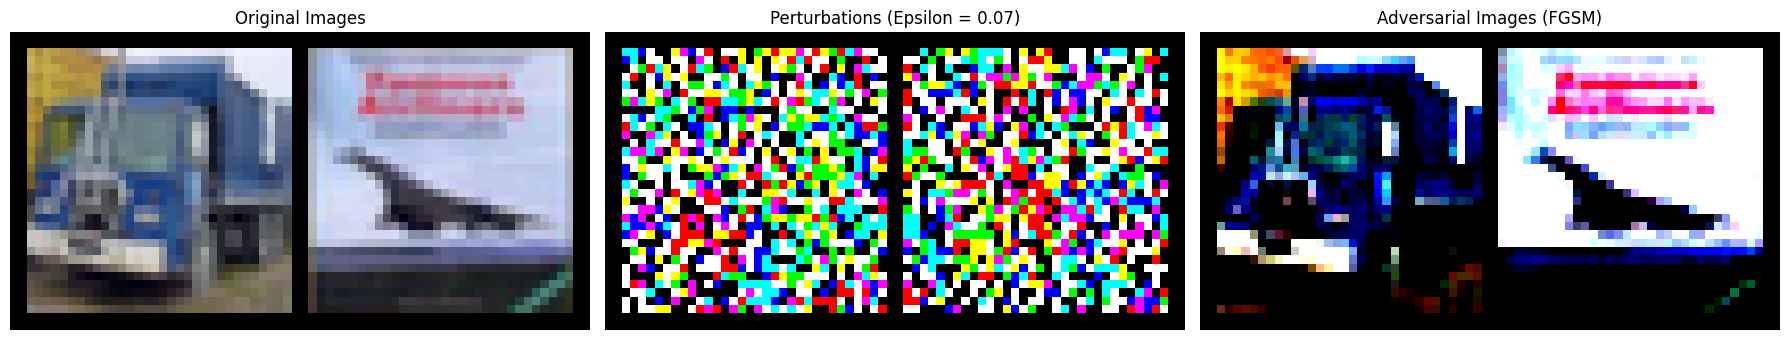 Original Images
Perturbations (Epsilon = 0.07)
Adversarial Images (FGSM)